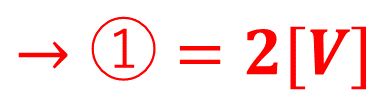 → ① = 2[V]